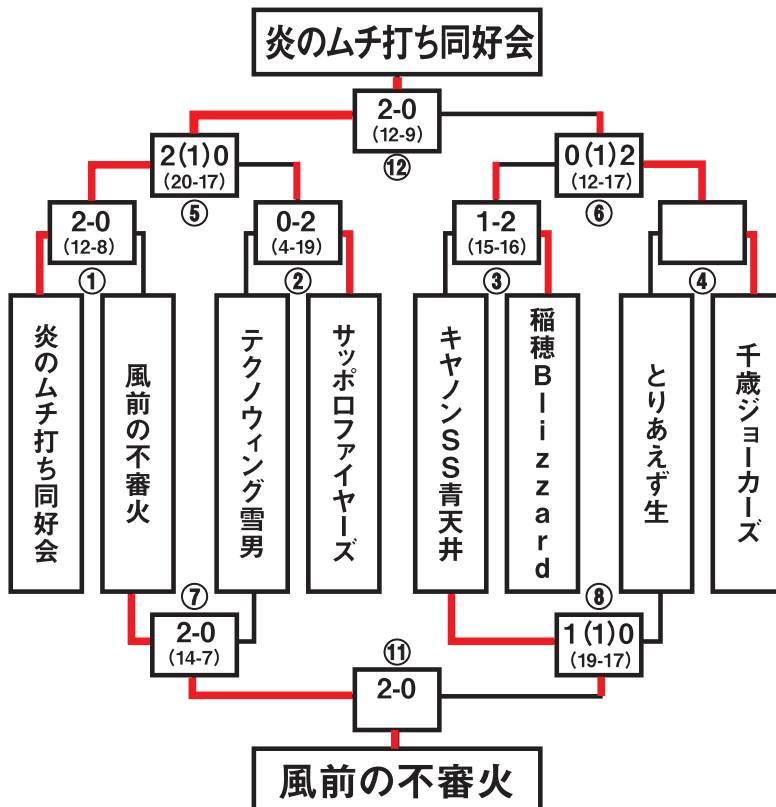 炎のムチ打ち同好会
2-0
(12-9)
⑫
2(1)0
(20-17)
⑤
0(1)2
(12-17)
⑥
2-0
(12-8)
①
0-2
(4-19)
②
1-2
(15-16)
③
④
炎のムチ打ち同好会
風前の不審火
テクノウィング雪男
サッポロファイヤーズ
キヤノンSS青天井
稲穂Blizzard
とりあえず生
千歳ジョーカーズ
⑦
2-0
(14-7)
⑧
1(1)0
(19-17)
⑪
2-0
風前の不審火